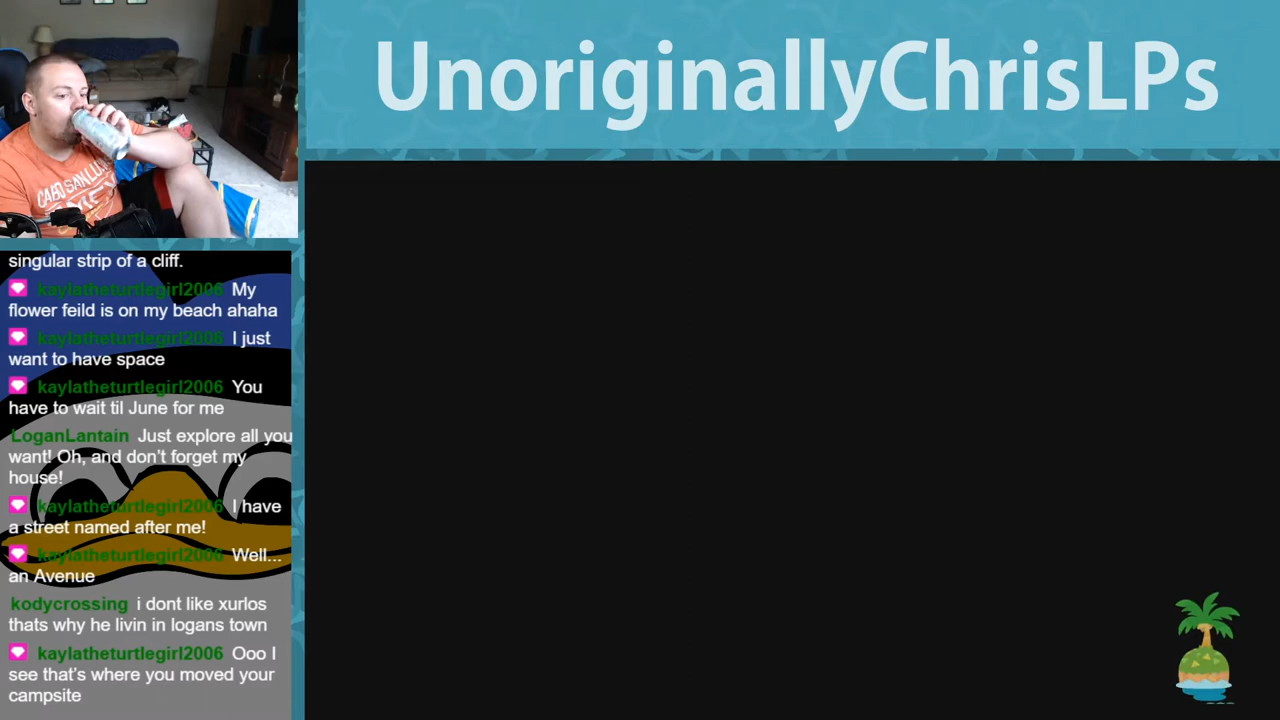 UnoriginallyChrisLPs
CABO SAN LU
singular strip of a cliff.
kaylatheturtlegirl2006 My
flower feild is on my beach ahaha
kaylatheturtlegirl2006 I just
want to have space
kaylatheturtlegirl2006 You
have to wait til June for me
LoganLantain Just explore all you
want! Oh, and don't forget my
house!
kaylatheturtlegirl2006 I have
a street named after me!
kaylatheturtlegirl2006 Well...
an Avenue
kodycrossing i dont like xurlos
thats why he livin in logans town
kaylatheturtlegirl2006 Ooo I
see that's where you moved your
campsite